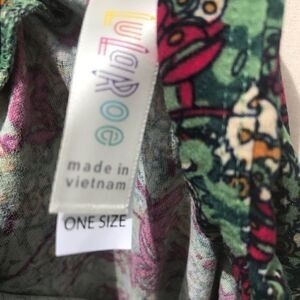 LuLaRoe
made in
vietnam
ONE SIZE